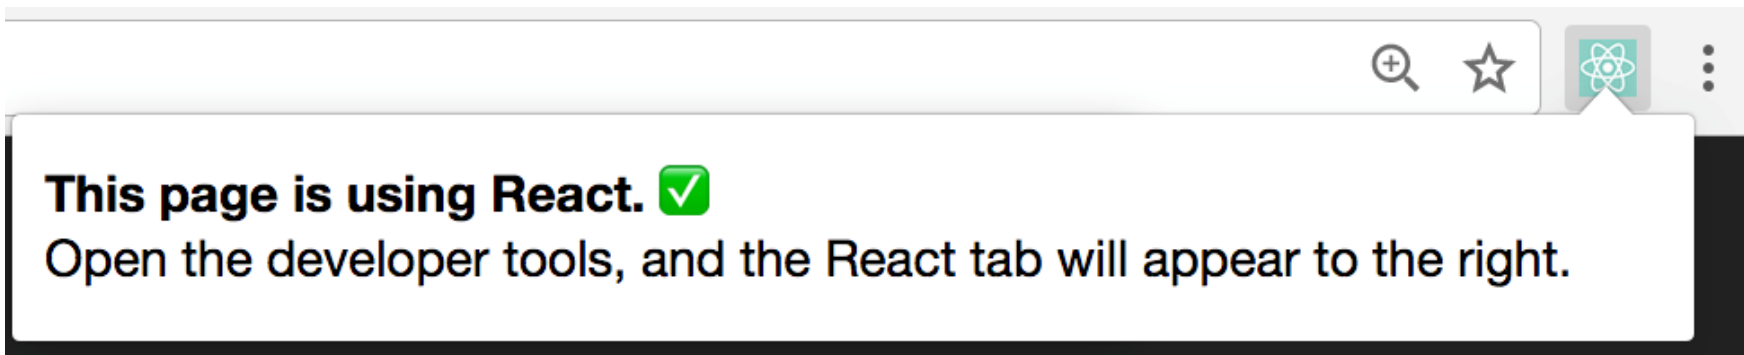 This page is using React. ✅
Open the developer tools, and the React tab will appear to the right.